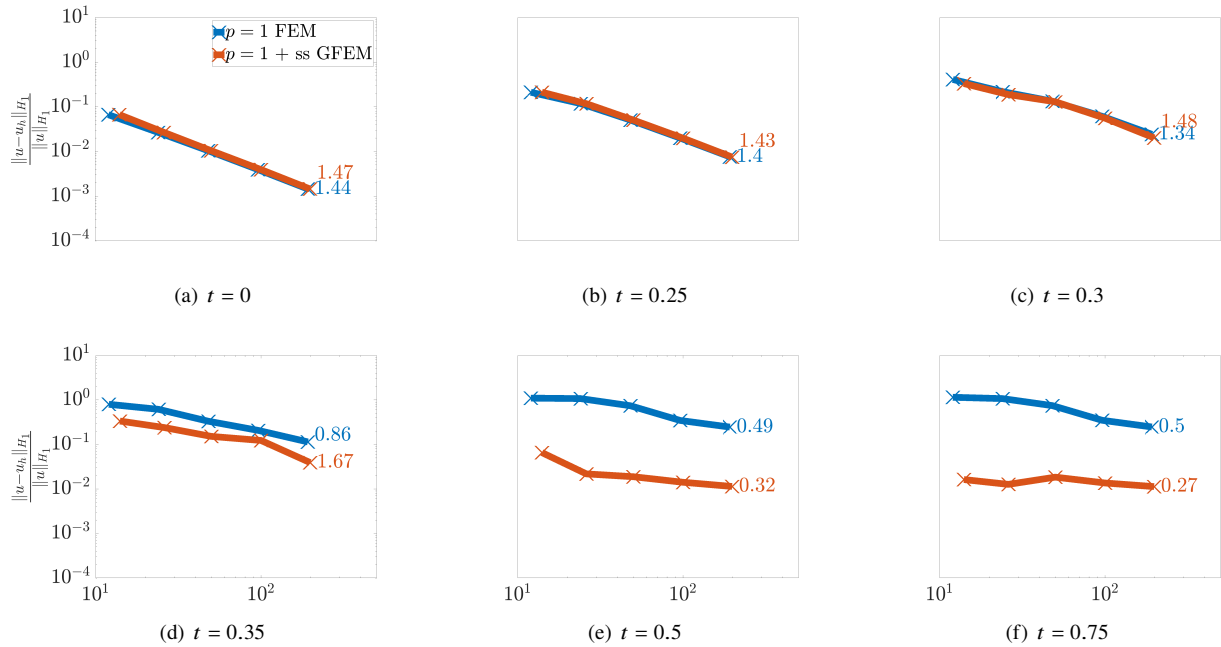 10^1
10^0
10^-1
10^-2
10^-3
10^-4
||u-u_h||_{H_1}
||u||_{H_1}
p = 1 FEM
p = 1 + ss GFEM
1.47
1.44
1.43
1.4
1.48
1.34
(a) t = 0
(b) t = 0.25
(c) t = 0.3
10^1
10^0
10^-1
10^-2
10^-3
10^-4
||u-u_h||_{H_1}
||u||_{H_1}
0.86
1.67
10^1
10^2
0.49
0.32
10^1
10^2
0.5
0.27
10^1
10^2
(d) t = 0.35
(e) t = 0.5
(f) t = 0.75